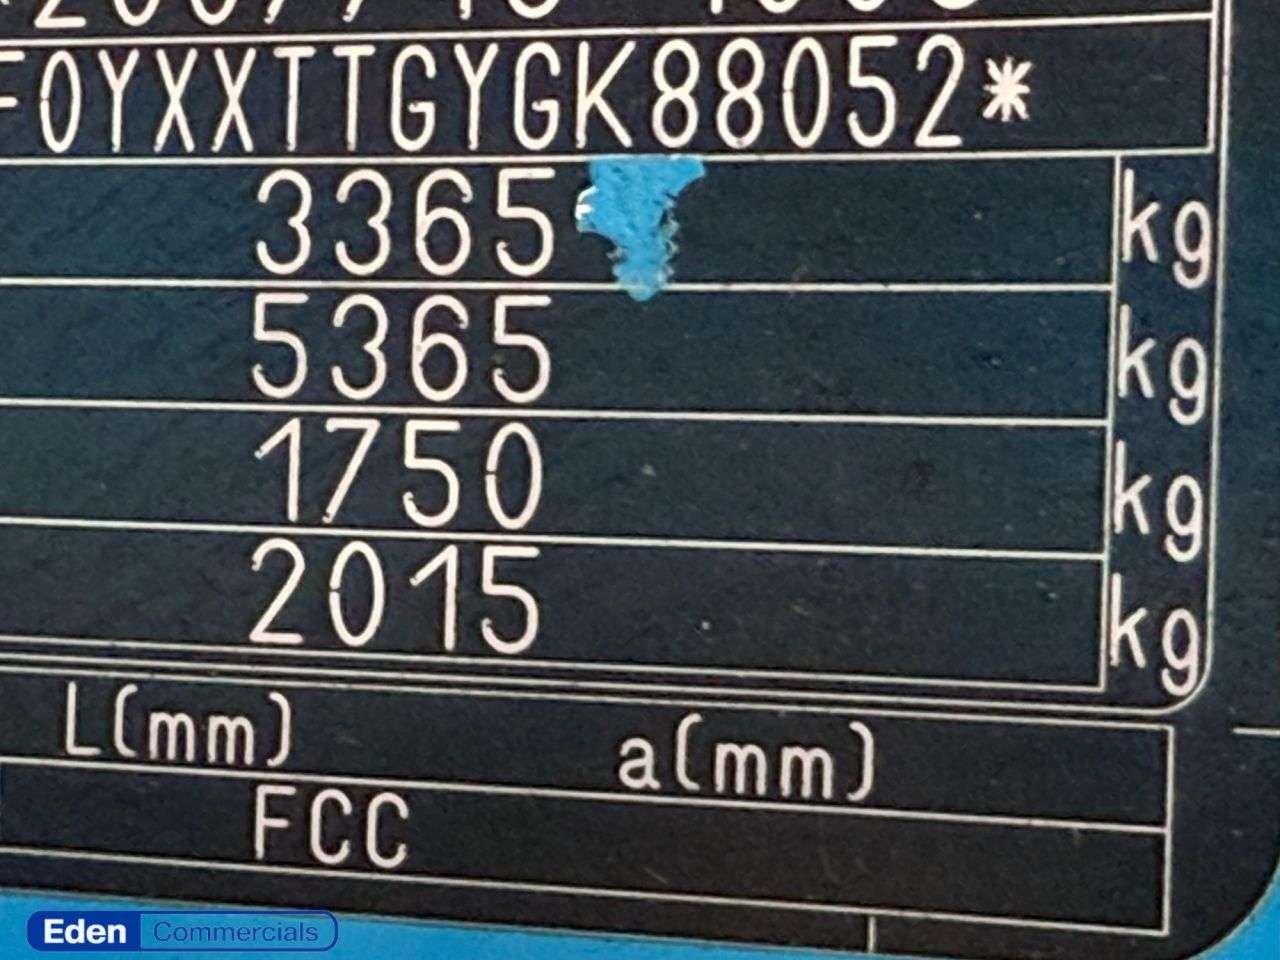 F0YXXTTGYGK88052*
3365 kg
5365 kg
1750 kg
2015 kg
L(mm) a(mm)
FCC
Eden Commercials